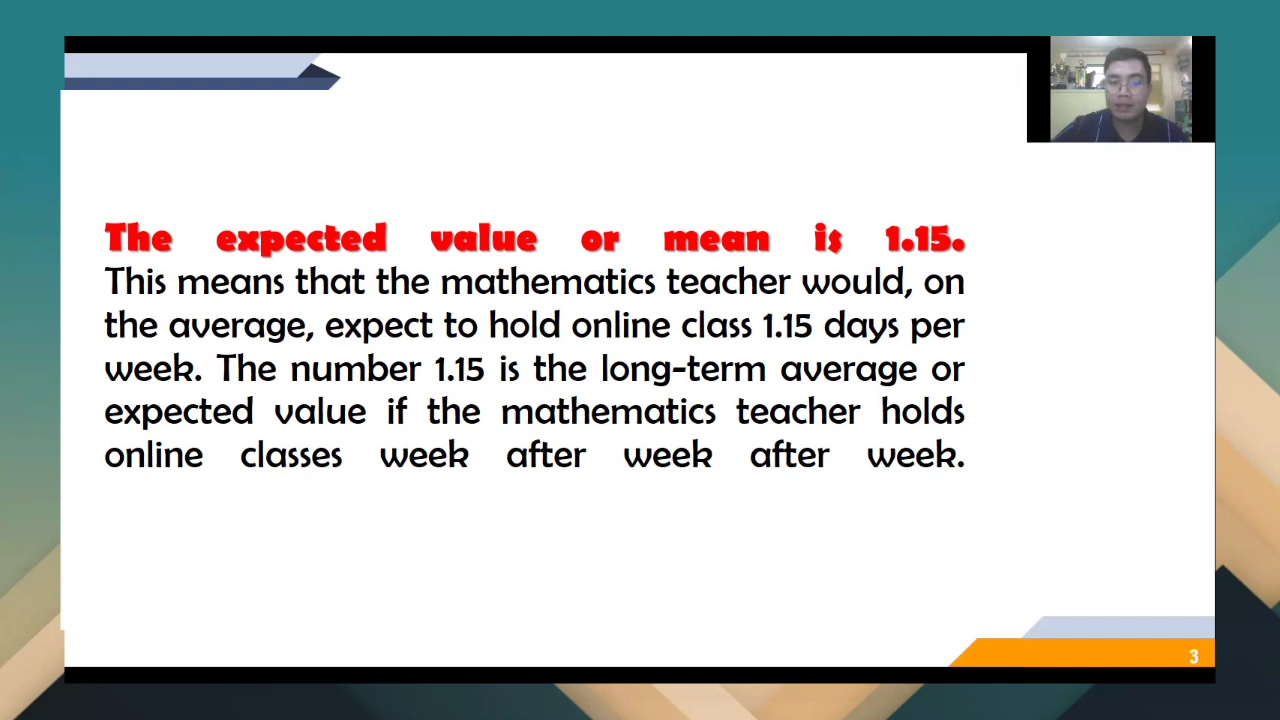 The expected value or mean is 1.15.
This means that the mathematics teacher would, on
the average, expect to hold online class 1.15 days per
week. The number 1.15 is the long-term average or
expected value if the mathematics teacher holds
online classes week after week after week.
3